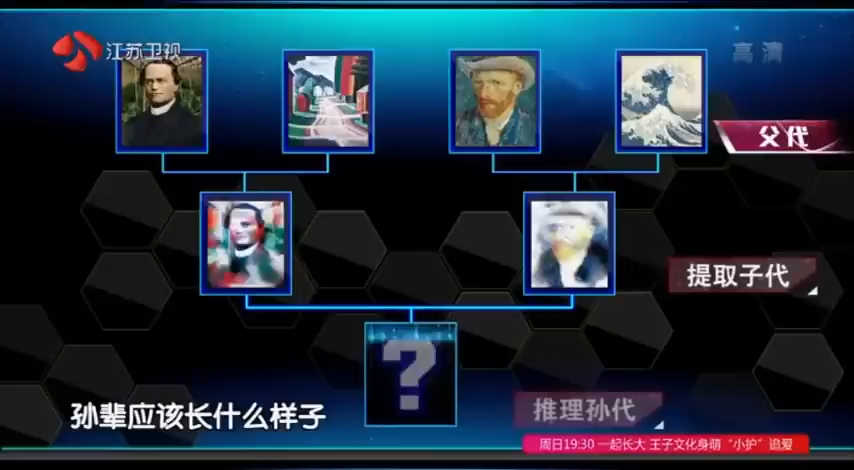 江苏卫视
高清
父代
提取子代
孙辈应该长什么样子
推理孙代
周日19:30 一起长大 王子文化身萌“小护”追爱